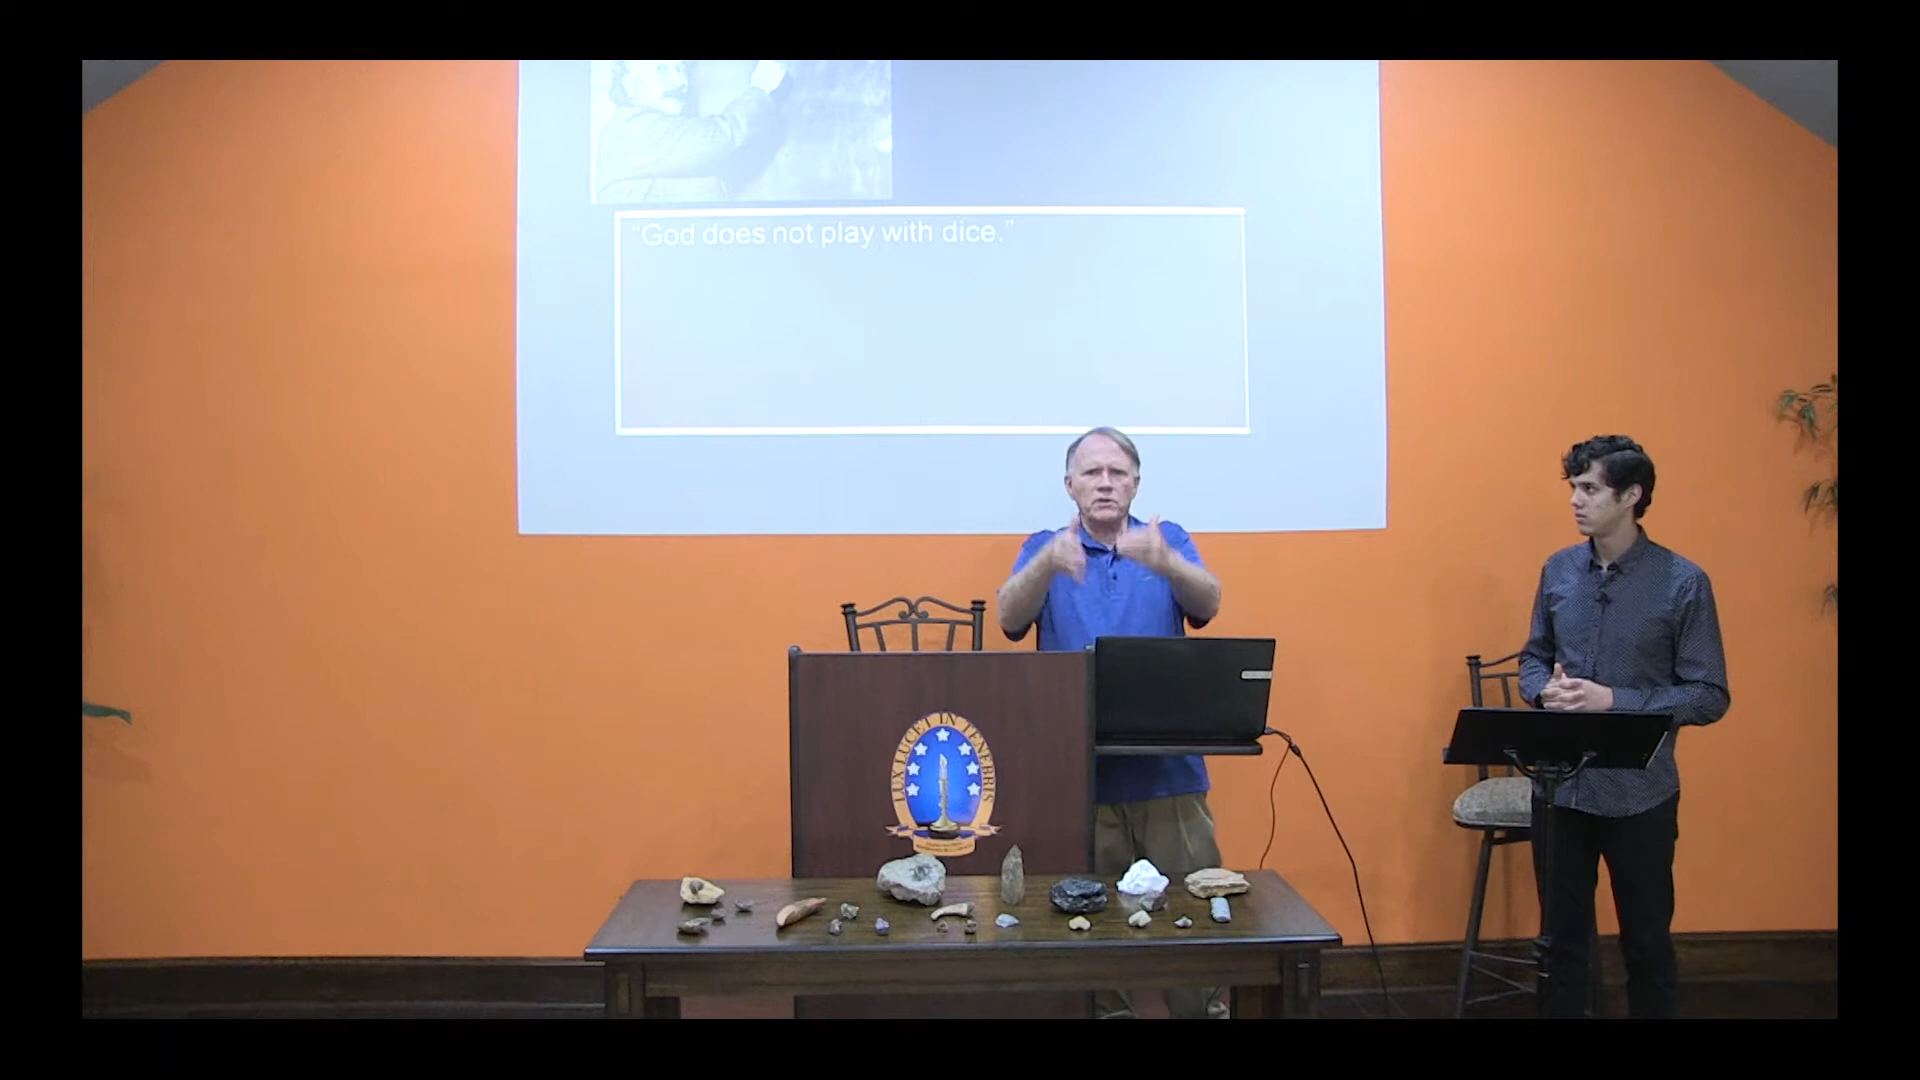 “God does not play with dice.”
LUX LUCET IN TENEBRIS